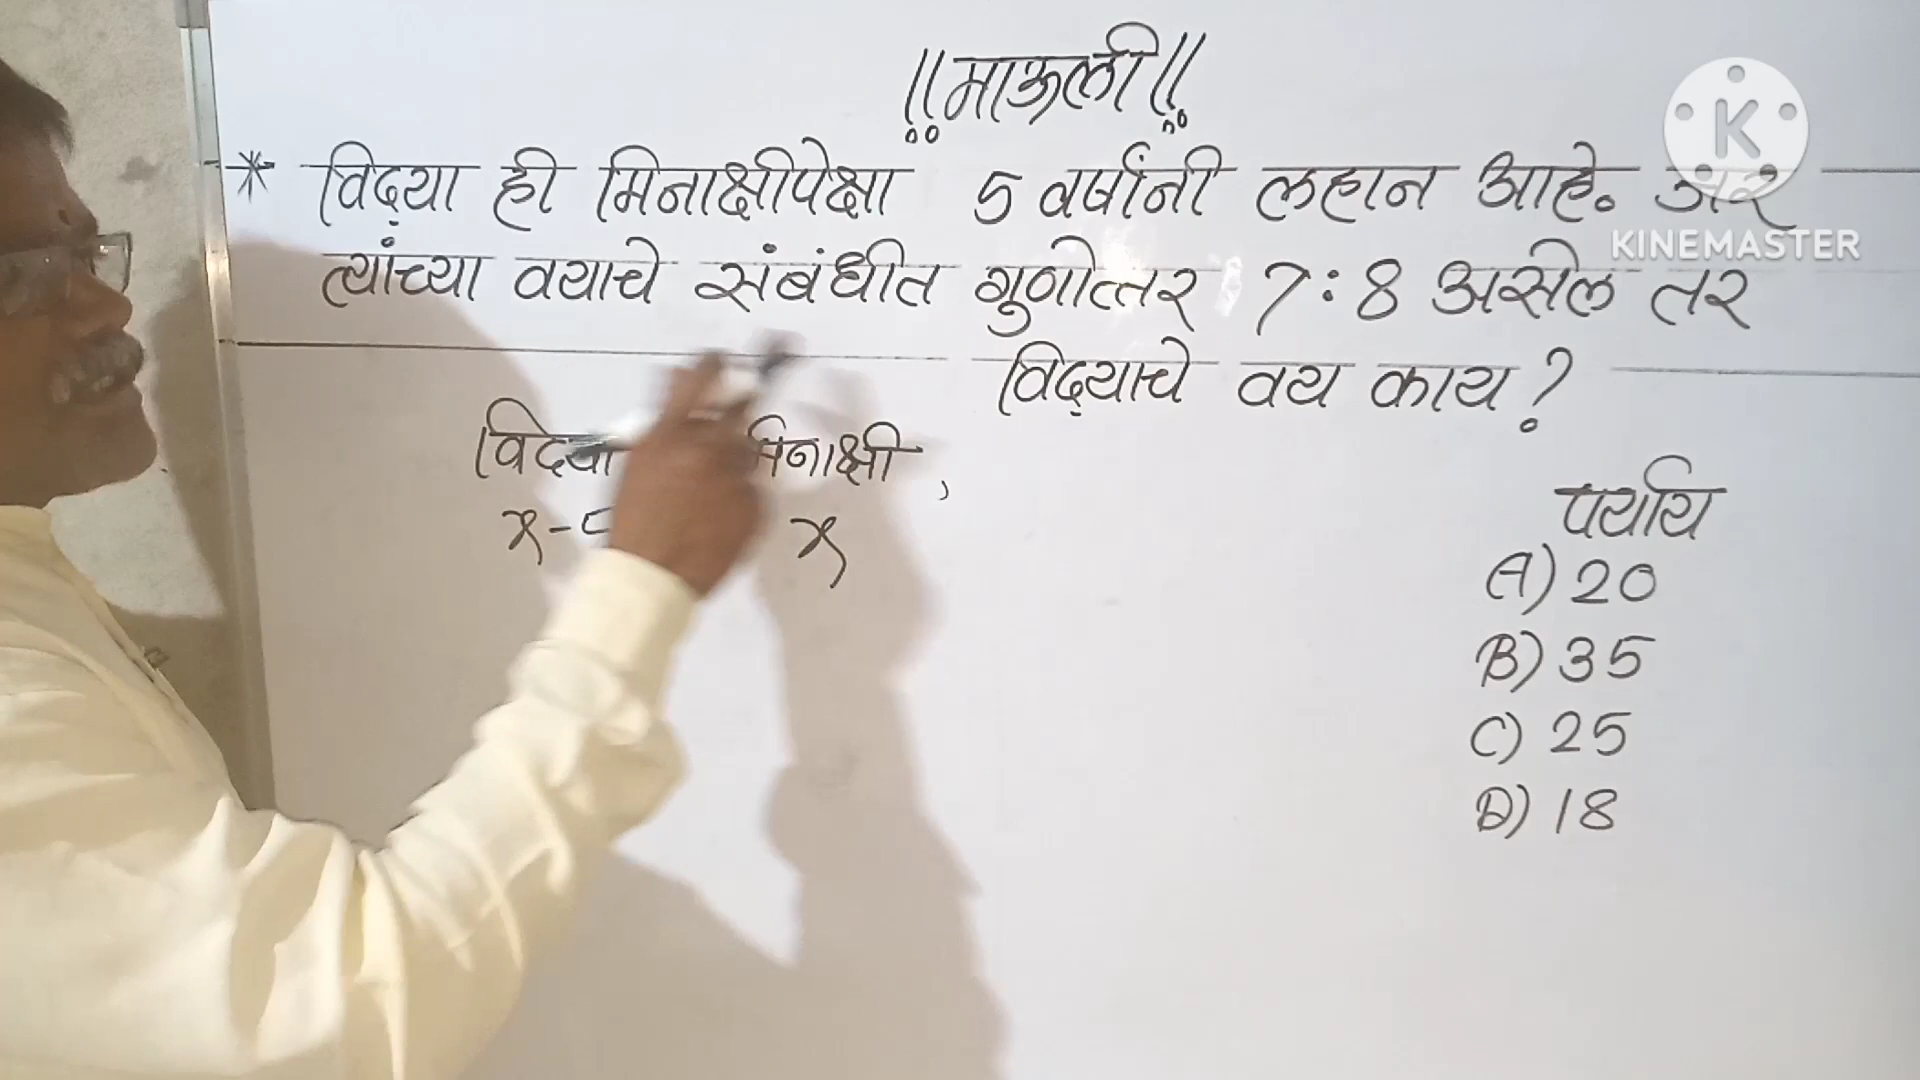 !! माऊली !!
* विद्या ही मिनाक्षीपेक्षा 5 वर्षांनी लहान आहे. जर
त्यांच्या वयाचे संबंधीत गुणोत्तर 7:8 असेल तर
विद्याचे वय काय?
विद्या मिनाक्षी,
x-5 x
पर्याय
A) 20
B) 35
C) 25
D) 18
K
KINEMASTER